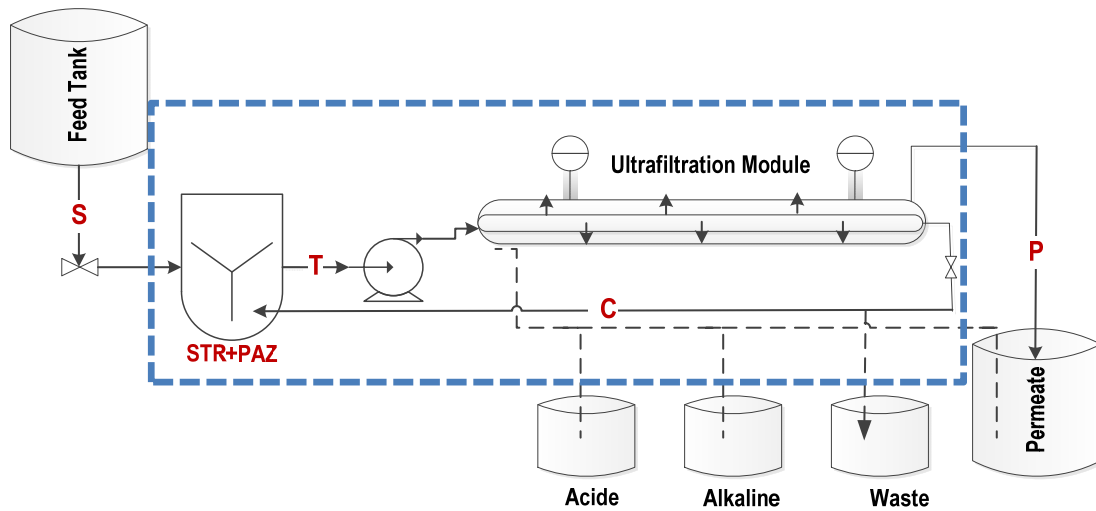 Feed Tank
Ultrafiltration Module
S
P
T
C
STR+PAZ
Permeate
Acide
Alkaline
Waste